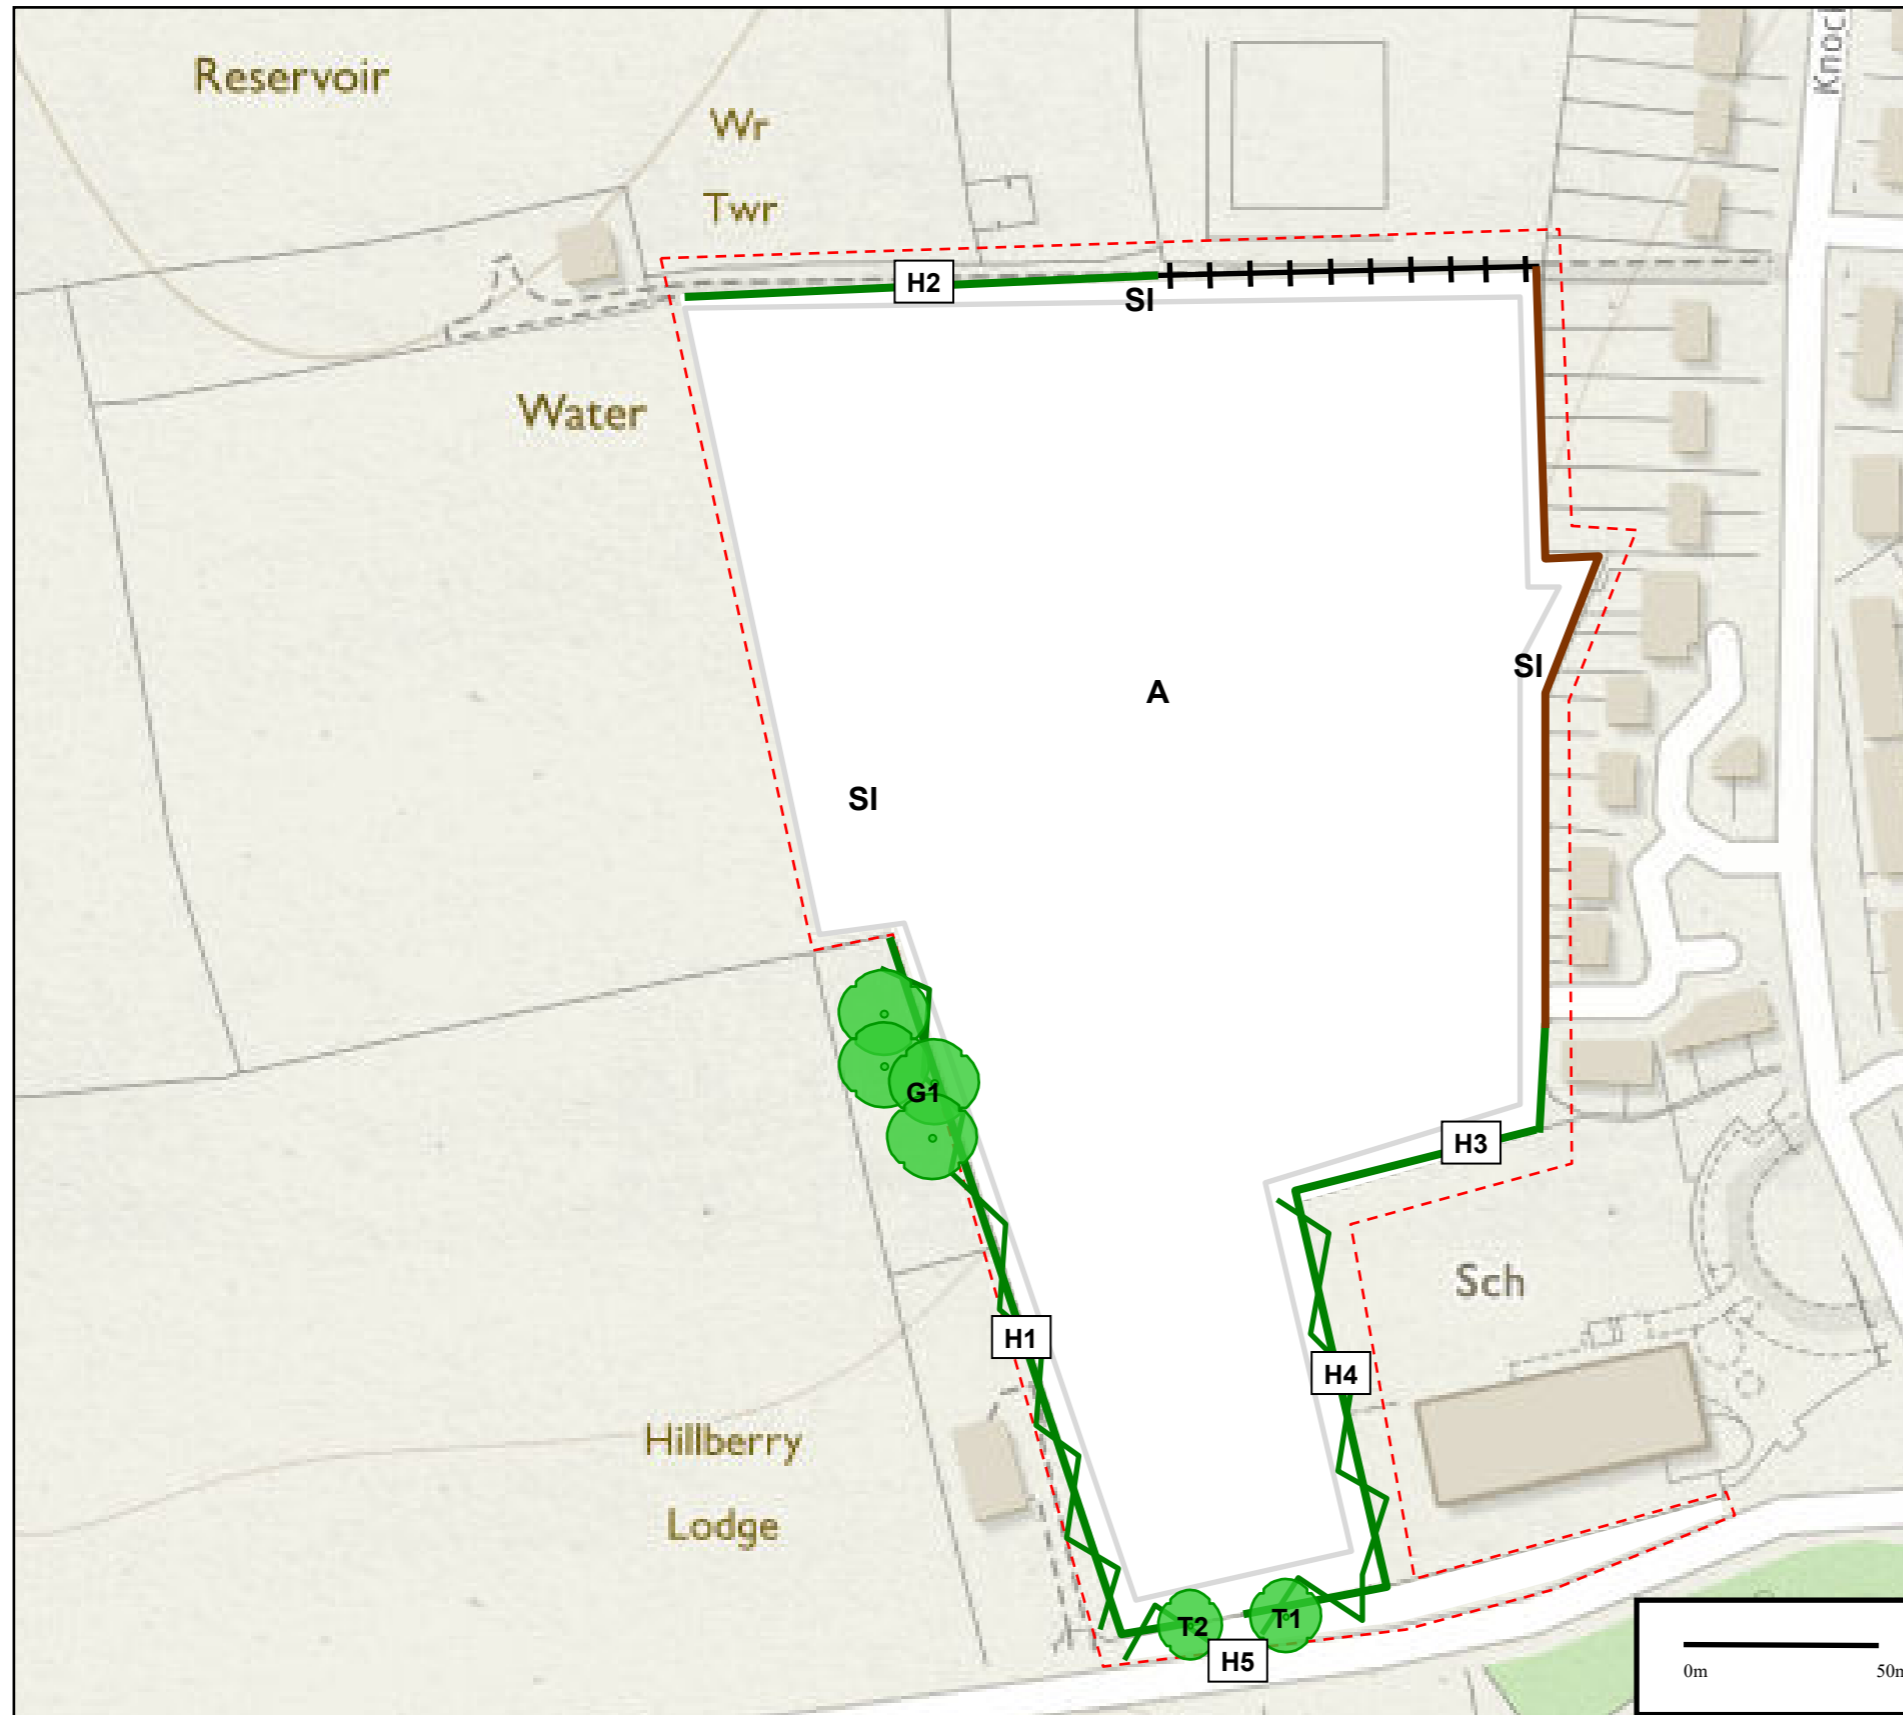 Reservoir
Wr
Twr
H2
SI
Water
SI
A
SI
G1
H3
Sch
H1
H4
Hillberry
Lodge
T2
T1
H5
0m